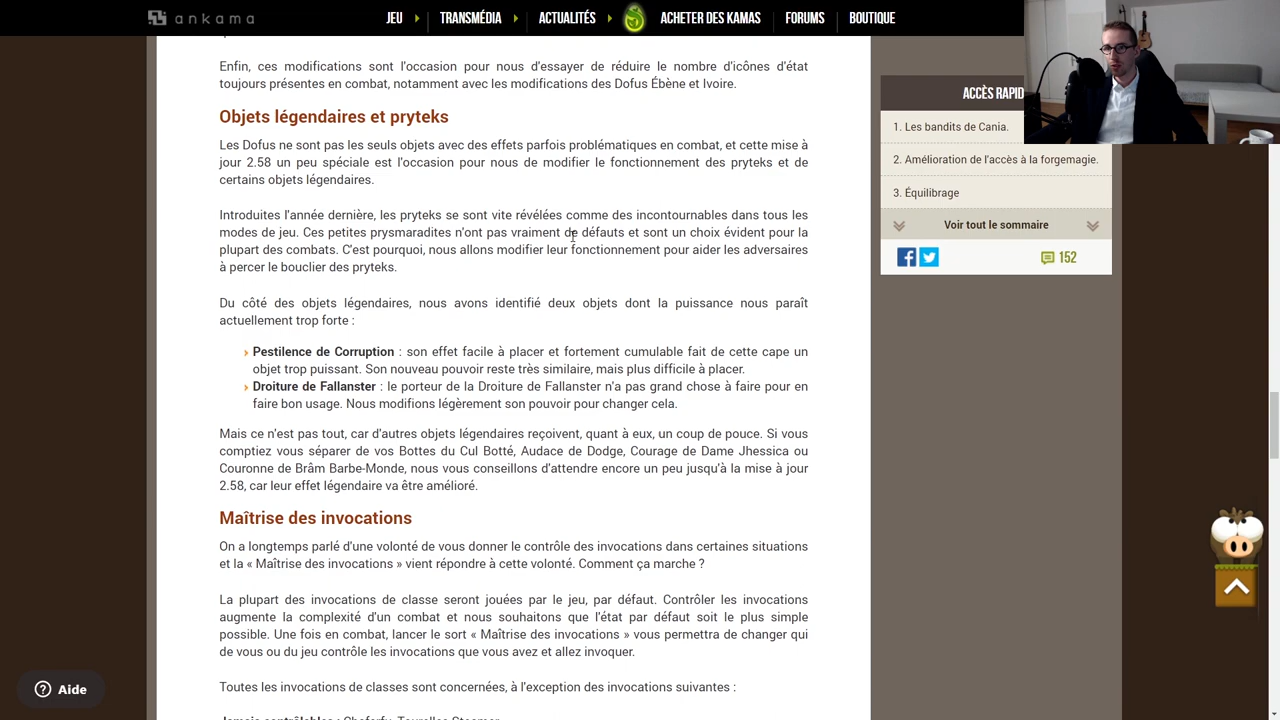 ankama
JEU
TRANSMÉDIA
ACTUALITÉS
ACHETER DES KAMAS
FORUMS
BOUTIQUE
Enfin, ces modifications sont l'occasion pour nous d'essayer de réduire le nombre d'icônes d'état
toujours présentes en combat, notamment avec les modifications des Dofus Ébène et Ivoire.
Objets légendaires et pryteks
Les Dofus ne sont pas les seuls objets avec des effets parfois problématiques en combat, et cette mise à
jour 2.58 un peu spéciale est l'occasion pour nous de modifier le fonctionnement des pryteks et de
certains objets légendaires.
Introduites l'année dernière, les pryteks se sont vite révélées comme des incontournables dans tous les
modes de jeu. Ces petites prysmaradites n'ont pas vraiment de défauts et sont un choix évident pour la
plupart des combats. C'est pourquoi, nous allons modifier leur fonctionnement pour aider les adversaires
à percer le bouclier des pryteks.
Du côté des objets légendaires, nous avons identifié deux objets dont la puissance nous paraît
actuellement trop forte :
Pestilence de Corruption : son effet facile à placer et fortement cumulable fait de cette cape un
objet trop puissant. Son nouveau pouvoir reste très similaire, mais plus difficile à placer.
Droiture de Fallanster : le porteur de la Droiture de Fallanster n'a pas grand chose à faire pour en
faire bon usage. Nous modifions légèrement son pouvoir pour changer cela.
Mais ce n'est pas tout, car d'autres objets légendaires reçoivent, quant à eux, un coup de pouce. Si vous
comptiez vous séparer de vos Bottes du Cul Botté, Audace de Dodge, Courage de Dame Jhessica ou
Couronne de Brâm Barbe-Monde, nous vous conseillons d'attendre encore un peu jusqu'à la mise à jour
2.58, car leur effet légendaire va être amélioré.
Maîtrise des invocations
On a longtemps parlé d'une volonté de vous donner le contrôle des invocations dans certaines situations
et la « Maîtrise des invocations » vient répondre à cette volonté. Comment ça marche ?
La plupart des invocations de classe seront jouées par le jeu, par défaut. Contrôler les invocations
augmente la complexité d'un combat et nous souhaitons que l'état par défaut soit le plus simple
possible. Une fois en combat, lancer le sort « Maîtrise des invocations » vous permettra de changer qui
de vous ou du jeu contrôle les invocations que vous avez et allez invoquer.
Toutes les invocations de classes sont concernées, à l'exception des invocations suivantes :
ACCÈS RAPID
1. Les bandits de Cania.
2. Amélioration de l'accès à la forgemagie.
3. Équilibrage
Voir tout le sommaire
152
Aide